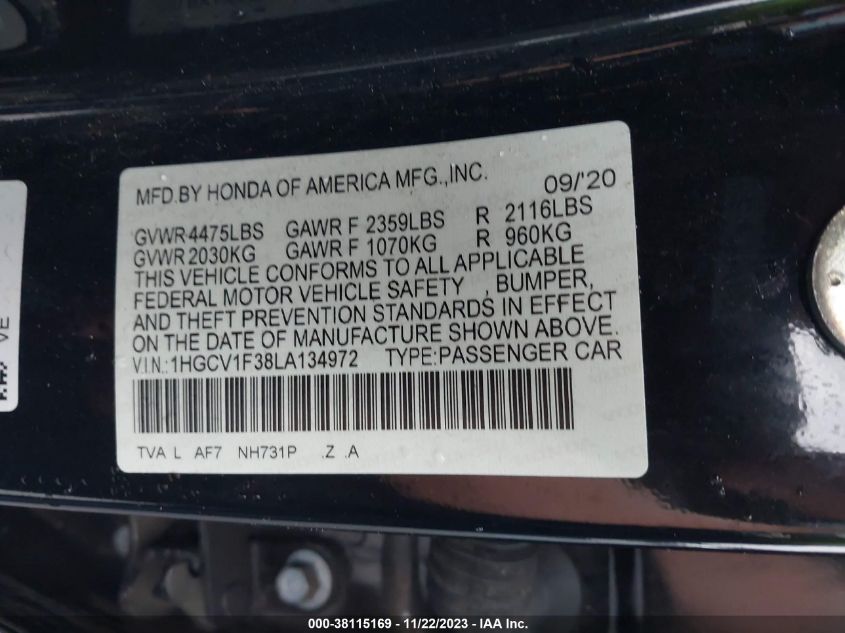 MFD.BY HONDA OF AMERICA MFG.,INC. 09/'20
GVWR 4475LBS GAWR F 2359LBS R 2116LBS
GVWR 2030KG GAWR F 1070KG R 960KG
THIS VEHICLE CONFORMS TO ALL APPLICABLE
FEDERAL MOTOR VEHICLE SAFETY , BUMPER,
AND THEFT PREVENTION STANDARDS IN EFFECT
ON THE DATE OF MANUFACTURE SHOWN ABOVE.
V.I.N.: 1HGCV1F38LA134972 TYPE:PASSENGER CAR
TVA L AF7 NH731P .Z .A
VE
000-38115169 - 11/22/2023 - IAA Inc.